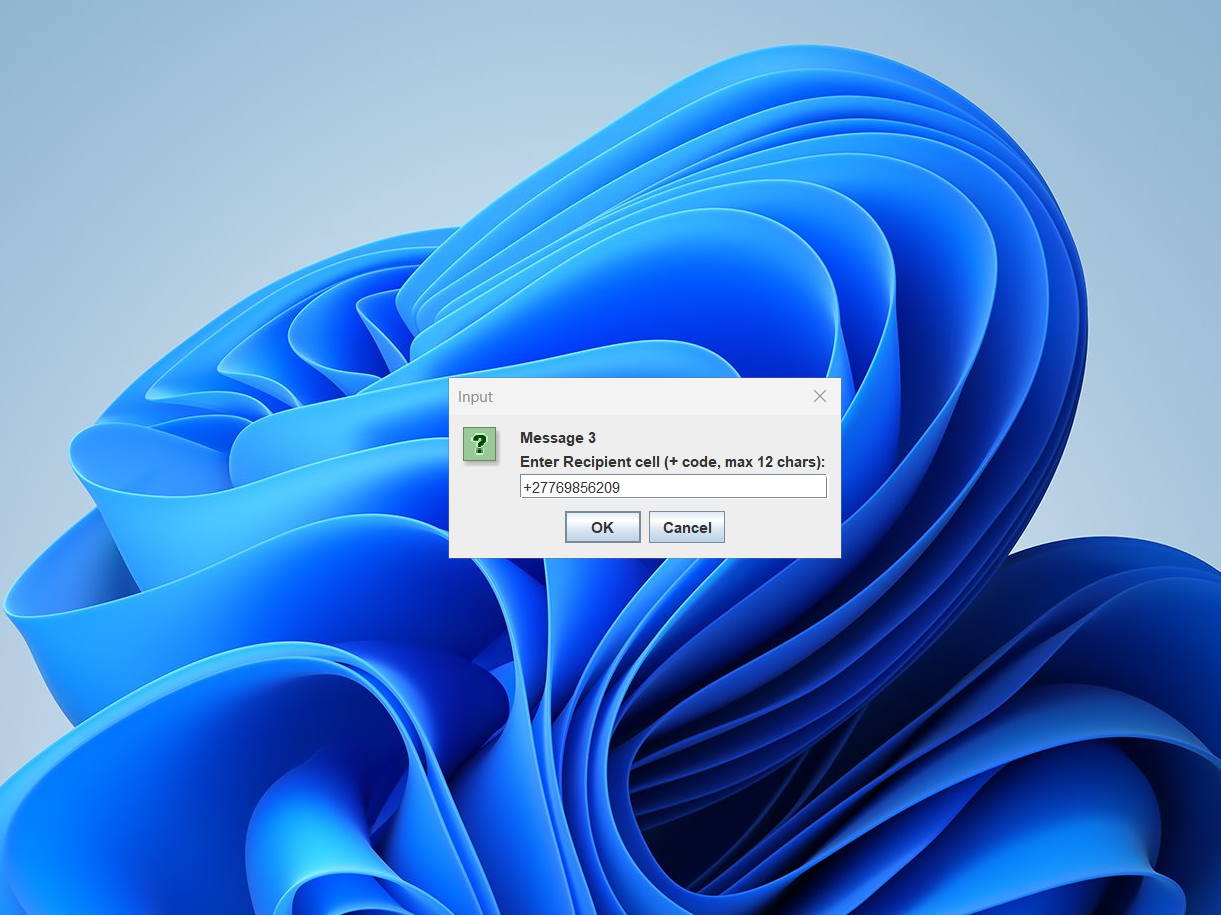 Input
Message 3
Enter Recipient cell (+ code, max 12 chars):
+27769856209
OK
Cancel